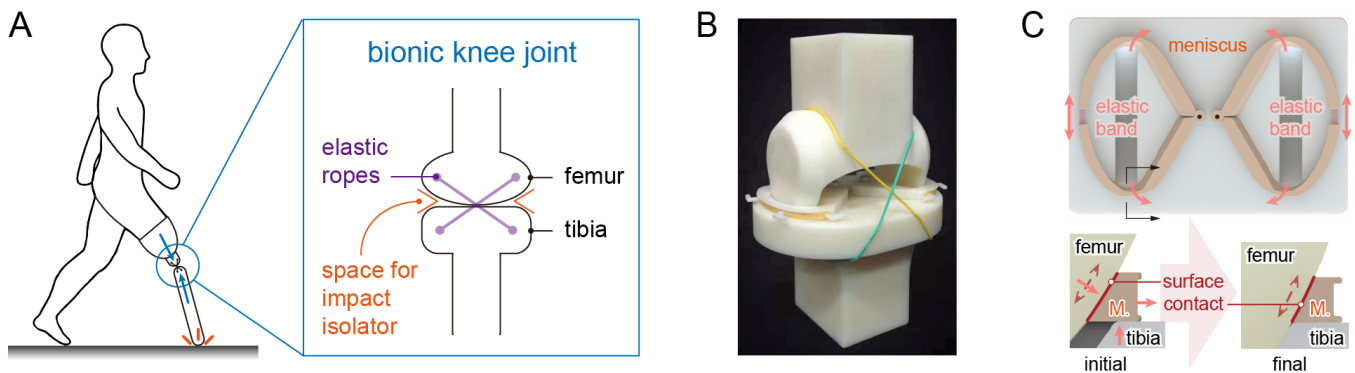 A
bionic knee joint
elastic
ropes
femur
tibia
space for
impact
isolator
B
C
meniscus
elastic
band
elastic
band
femur
M.
tibia
initial
surface
contact
femur
M.
tibia
final